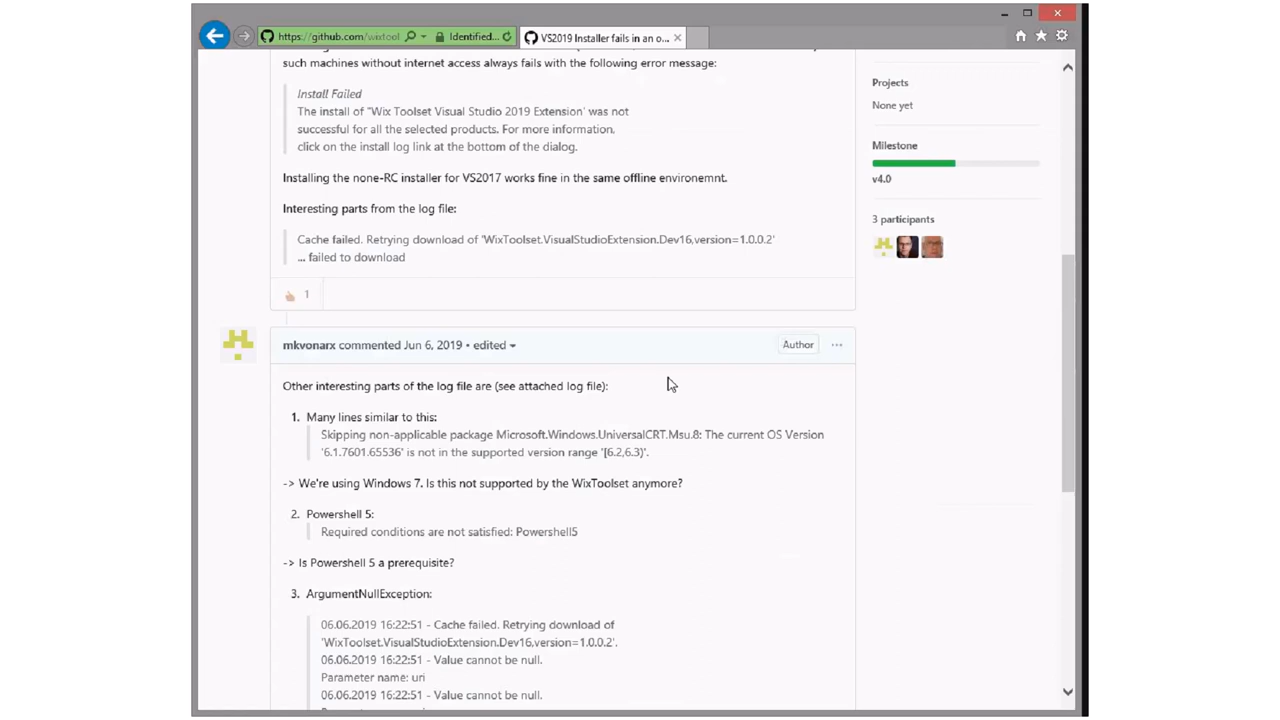 https://github.com/wixtool
Identified...
VS2019 Installer fails in an o...
such machines without internet access always fails with the following error message:
Install Failed
The install of "Wix Toolset Visual Studio 2019 Extension' was not
successful for all the selected products. For more information,
click on the install log link at the bottom of the dialog.
Installing the none-RC installer for VS2017 works fine in the same offline environemnt.
Interesting parts from the log file:
Cache failed. Retrying download of 'WixToolset.VisualStudioExtension.Dev16,version=1.0.0.2'
... failed to download
1
Projects
None yet
Milestone
v4.0
3 participants
mkvonarx commented Jun 6, 2019 • edited
Author
...
Other interesting parts of the log file are (see attached log file):
1. Many lines similar to this:
Skipping non-applicable package Microsoft.Windows.UniversalCRT.Msu.8: The current OS Version
'6.1.7601.65536' is not in the supported version range '[6.2,6.3)'.
-> We're using Windows 7. Is this not supported by the WixToolset anymore?
2. Powershell 5:
Required conditions are not satisfied: Powershell5
-> Is Powershell 5 a prerequisite?
3. ArgumentNullException:
06.06.2019 16:22:51 - Cache failed. Retrying download of
'WixToolset.VisualStudioExtension.Dev16,version=1.0.0.2'.
06.06.2019 16:22:51 - Value cannot be null.
Parameter name: uri
06.06.2019 16:22:51 - Value cannot be null.